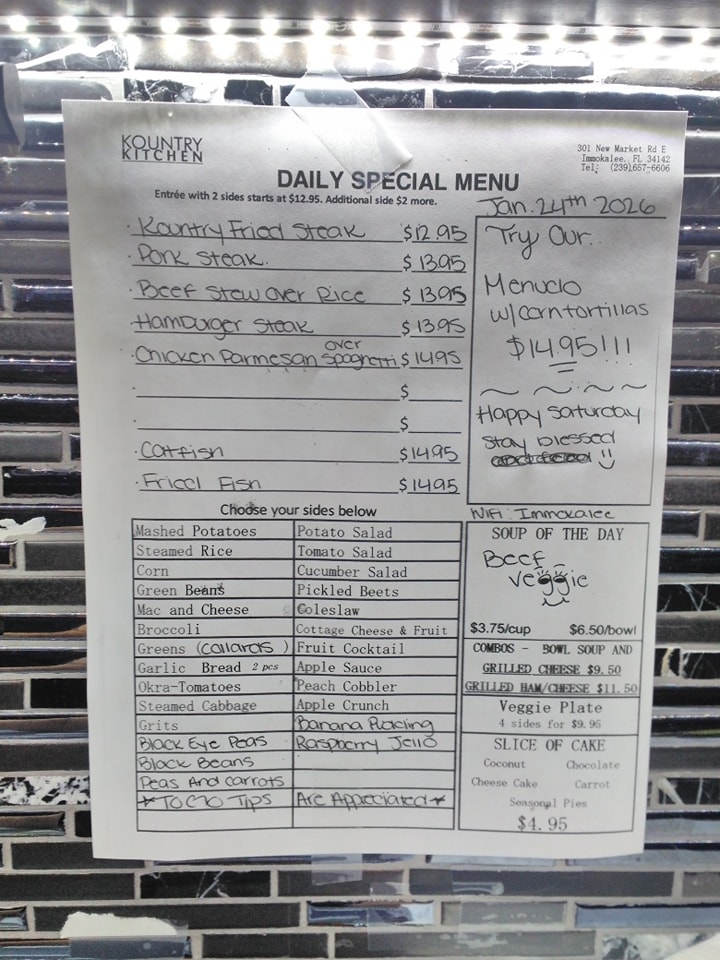 KOUNTRY
KITCHEN
301 New Market Rd E
Immokalee, FL 34142
Tel: (239)657-6606
DAILY SPECIAL MENU
Entrée with 2 sides starts at $12.95. Additional side $2 more.
Jan. 24th 2026
· Kountry Fried Steak $12.95
· Pork Steak. $13.95
· Beef Stew over Rice $13.95
· Hamburger Steak $13.95
· Chicken Parmesan over Spaghetti $14.95
$
$
· Catfish $14.95
· Fried Fish $14.95
Try Our..
Menudo
w/corn tortillas
$14.95!!!
Happy Saturday
Stay blessed
WiFi: Immokalee
Choose your sides below
Mashed Potatoes Potato Salad
Steamed Rice Tomato Salad
Corn Cucumber Salad
Green Beans Pickled Beets
Mac and Cheese Coleslaw
Broccoli Cottage Cheese & Fruit
Greens (collards) Fruit Cocktail
Garlic Bread 2 pcs Apple Sauce
Okra-Tomatoes Peach Cobbler
Steamed Cabbage Apple Crunch
Grits Banana Pudding
Black Eye Peas Raspberry Jello
Black Beans
Peas And Carrots
*TOGO Tips Are Appreciated*
SOUP OF THE DAY
Beef
Veggie
$3.75/cup $6.50/bowl
COMBOS - BOWL SOUP AND
GRILLED CHEESE $9.50
GRILLED HAM/CHEESE $11.50
Veggie Plate
4 sides for $9.95
SLICE OF CAKE
Coconut Chocolate
Cheese Cake Carrot
Seasonal Pies
$4.95